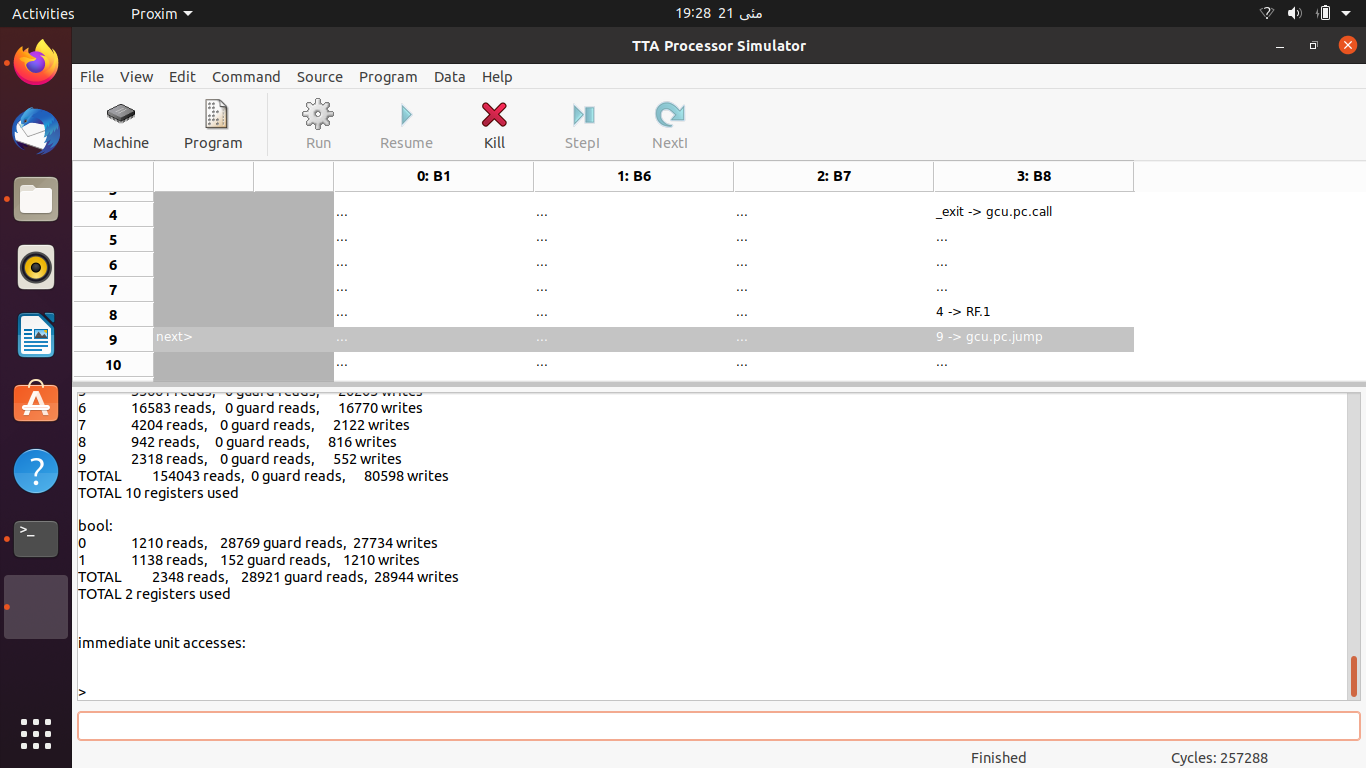 Activities Proxim 19:28 21 مئی
TTA Processor Simulator
File View Edit Command Source Program Data Help
Machine Program Run Resume Kill StepI NextI
0: B1 1: B6 2: B7 3: B8
4 ... ... ... _exit -> gcu.pc.call
5 ... ... ... ...
6 ... ... ... ...
7 ... ... ... ...
8 ... ... ... 4 -> RF.1
9 next> ... ... ... 9 -> gcu.pc.jump
10 ... ... ... ...
6 16583 reads, 0 guard reads, 16770 writes
7 4204 reads, 0 guard reads, 2122 writes
8 942 reads, 0 guard reads, 816 writes
9 2318 reads, 0 guard reads, 552 writes
TOTAL 154043 reads, 0 guard reads, 80598 writes
TOTAL 10 registers used
bool:
0 1210 reads, 28769 guard reads, 27734 writes
1 1138 reads, 152 guard reads, 1210 writes
TOTAL 2348 reads, 28921 guard reads, 28944 writes
TOTAL 2 registers used
immediate unit accesses:
>
Finished Cycles: 257288